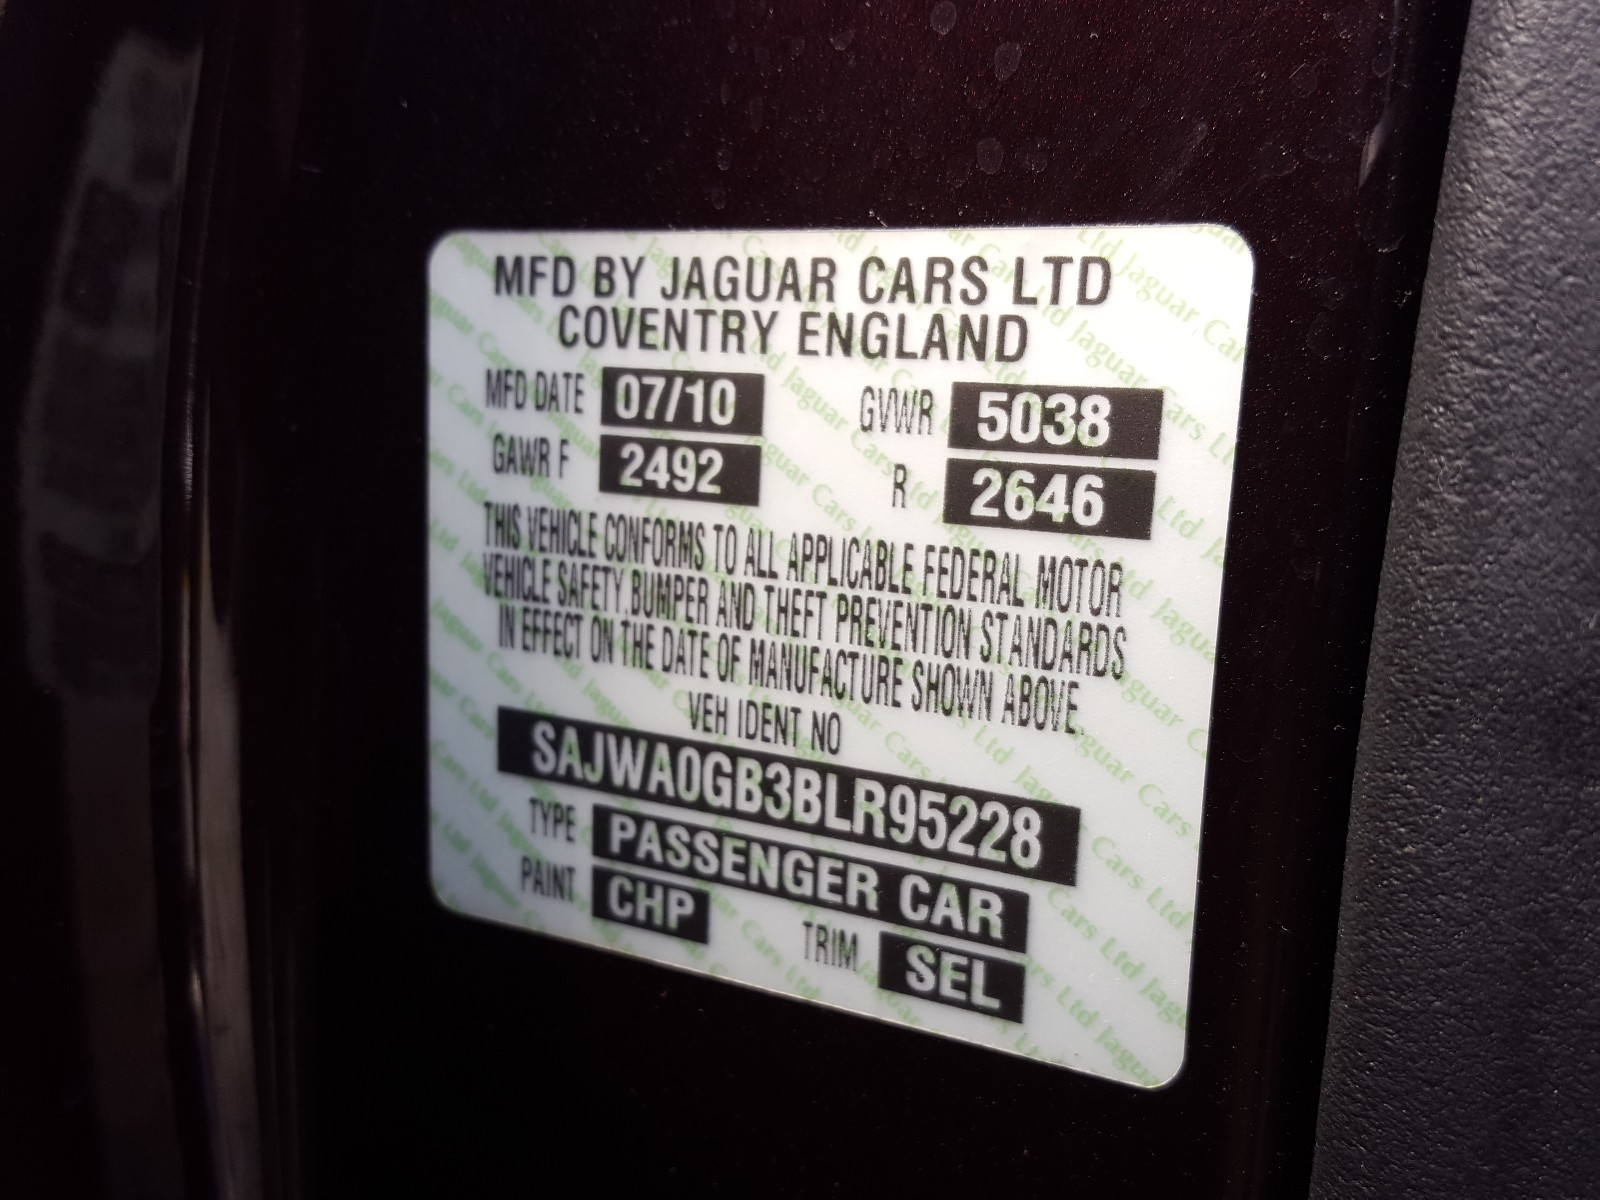 MFD BY JAGUAR CARS LTD
COVENTRY ENGLAND
MFD DATE 07/10 GVWR 5038
GAWR F 2492 R 2646
THIS VEHICLE CONFORMS TO ALL APPLICABLE FEDERAL MOTOR
VEHICLE SAFETY, BUMPER AND THEFT PREVENTION STANDARDS
IN EFFECT ON THE DATE OF MANUFACTURE SHOWN ABOVE.
VEH IDENT NO
SAJWA0GB3BLR95228
TYPE PASSENGER CAR
PAINT CHP TRIM SEL